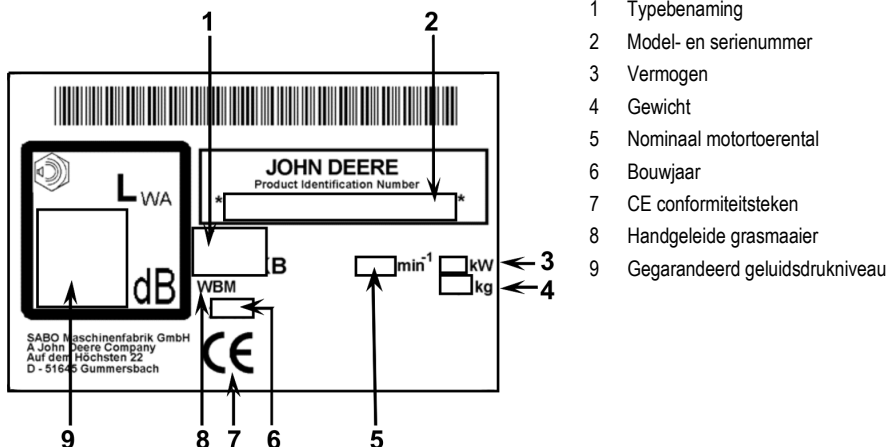 1 2
JOHN DEERE
Product Identification Number
* *
LWA
dB
KB
WBM
min-1
kW 3
kg 4
SABO Maschinenfabrik GmbH
A John Deere Company
Auf dem Höchsten 22
D - 51645 Gummersbach
CE
9 8 7 6 5
1 Typebenaming
2 Model- en serienummer
3 Vermogen
4 Gewicht
5 Nominaal motortoerental
6 Bouwjaar
7 CE conformiteitsteken
8 Handgeleide grasmaaier
9 Gegarandeerd geluidsdrukniveau